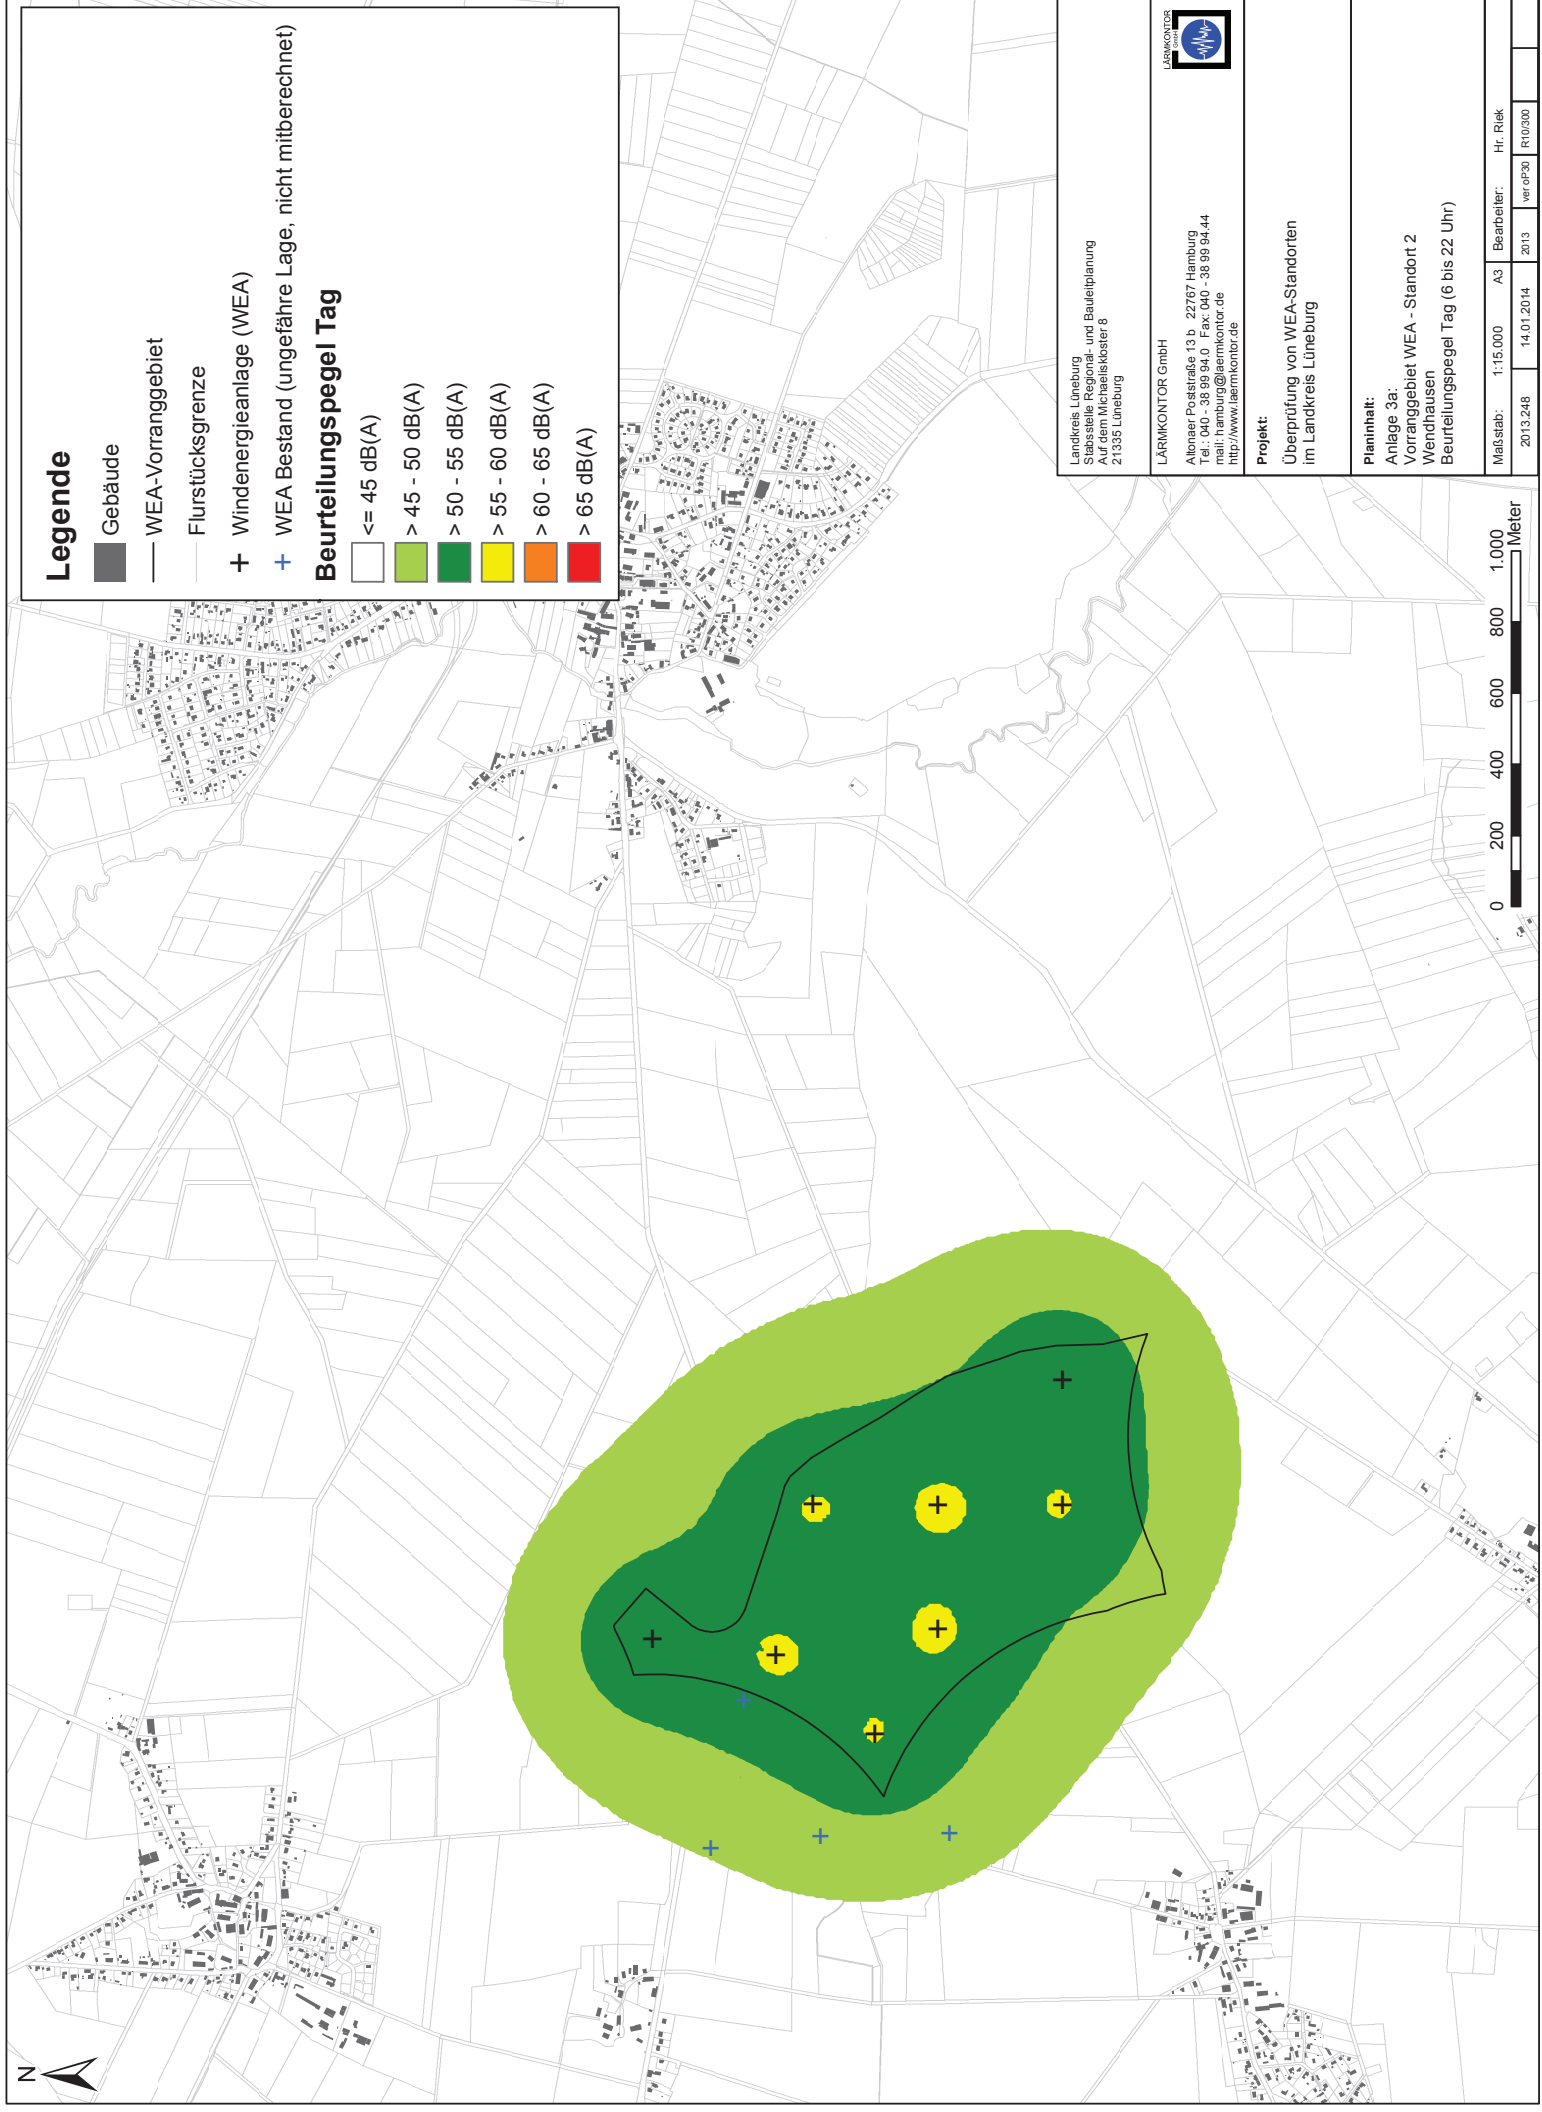 N
Legende
Gebäude
WEA-Vorranggebiet
Flurstücksgrenze
Windenergieanlage (WEA)
WEA Bestand (ungefähre Lage, nicht mitberechnet)
Beurteilungspegel Tag
<= 45 dB(A)
> 45 - 50 dB(A)
> 50 - 55 dB(A)
> 55 - 60 dB(A)
> 60 - 65 dB(A)
> 65 dB(A)
0 200 400 600 800 1.000
Meter
Landkreis Lüneburg
Stabsstelle Regional- und Bauleitplanung
Auf dem Michaeliskloster 8
21335 Lüneburg
LÄRMKONTOR GmbH
Altonaer Poststraße 13 b 22767 Hamburg
Tel.: 040 - 38 99 94.0 Fax: 040 - 38 99 94.44
mail: hamburg@laermkontor.de
http://www.laermkontor.de
LÄRMKONTOR
GmbH
Projekt:
Überprüfung von WEA-Standorten
im Landkreis Lüneburg
Planinhalt:
Anlage 3a:
Vorranggebiet WEA - Standort 2
Wendhausen
Beurteilungspegel Tag (6 bis 22 Uhr)
Maßstab: 1:15.000 A3 Bearbeiter: Hr. Riek
2013.248 14.01.2014 2013 ver oP30 R10/300